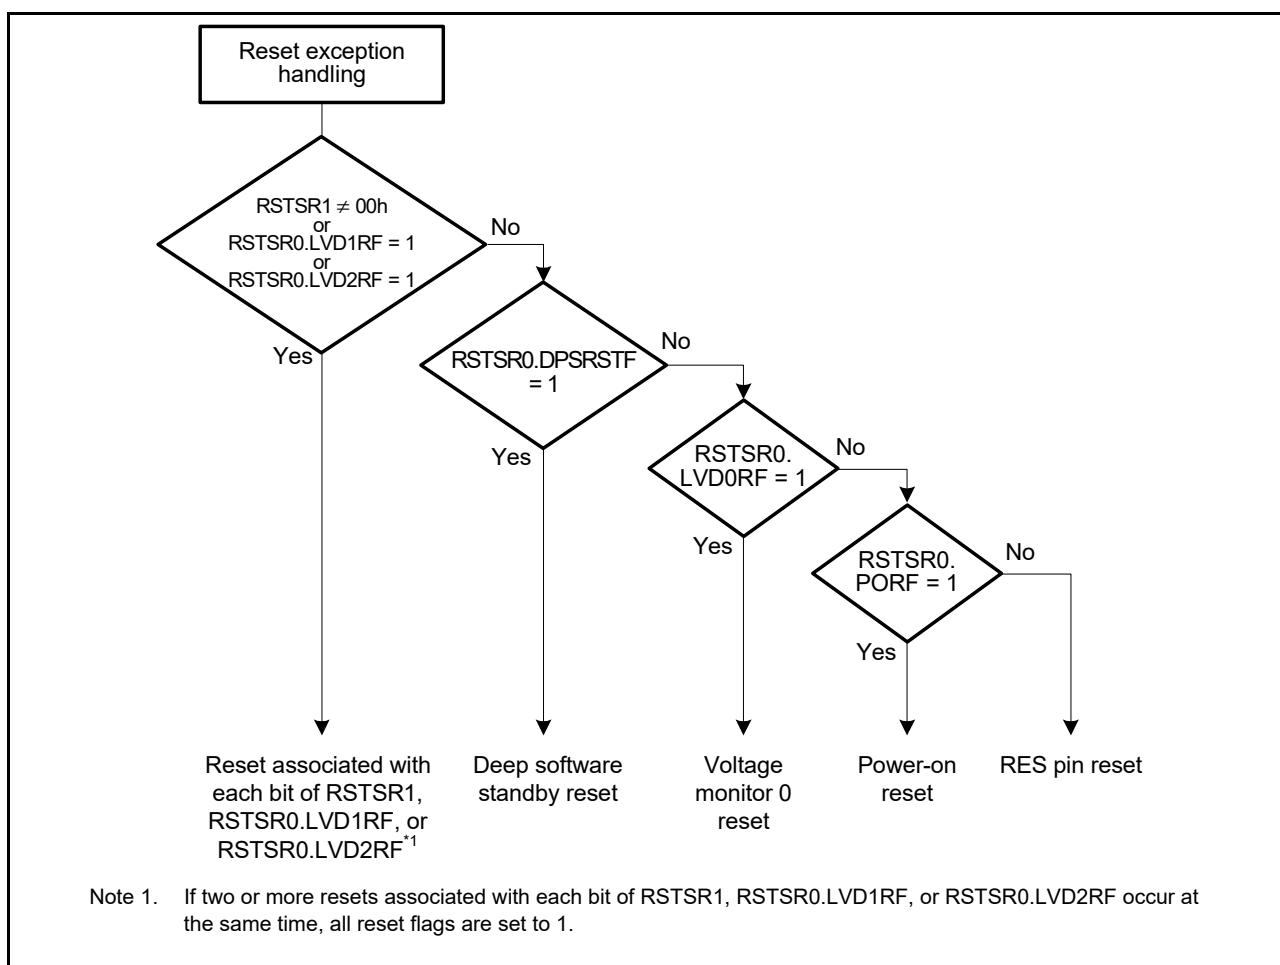 Reset exception
handling
RSTSR1 ≠ 00h
or
RSTSR0.LVD1RF = 1
or
RSTSR0.LVD2RF = 1
No
Yes
RSTSR0.DPSRSTF
= 1
No
Yes
RSTSR0.
LVD0RF = 1
No
Yes
RSTSR0.
PORF = 1
No
Yes
Reset associated with
each bit of RSTSR1,
RSTSR0.LVD1RF, or
RSTSR0.LVD2RF*1
Deep software
standby reset
Voltage
monitor 0
reset
Power-on
reset
RES pin reset
Note 1. If two or more resets associated with each bit of RSTSR1, RSTSR0.LVD1RF, or RSTSR0.LVD2RF occur at
the same time, all reset flags are set to 1.